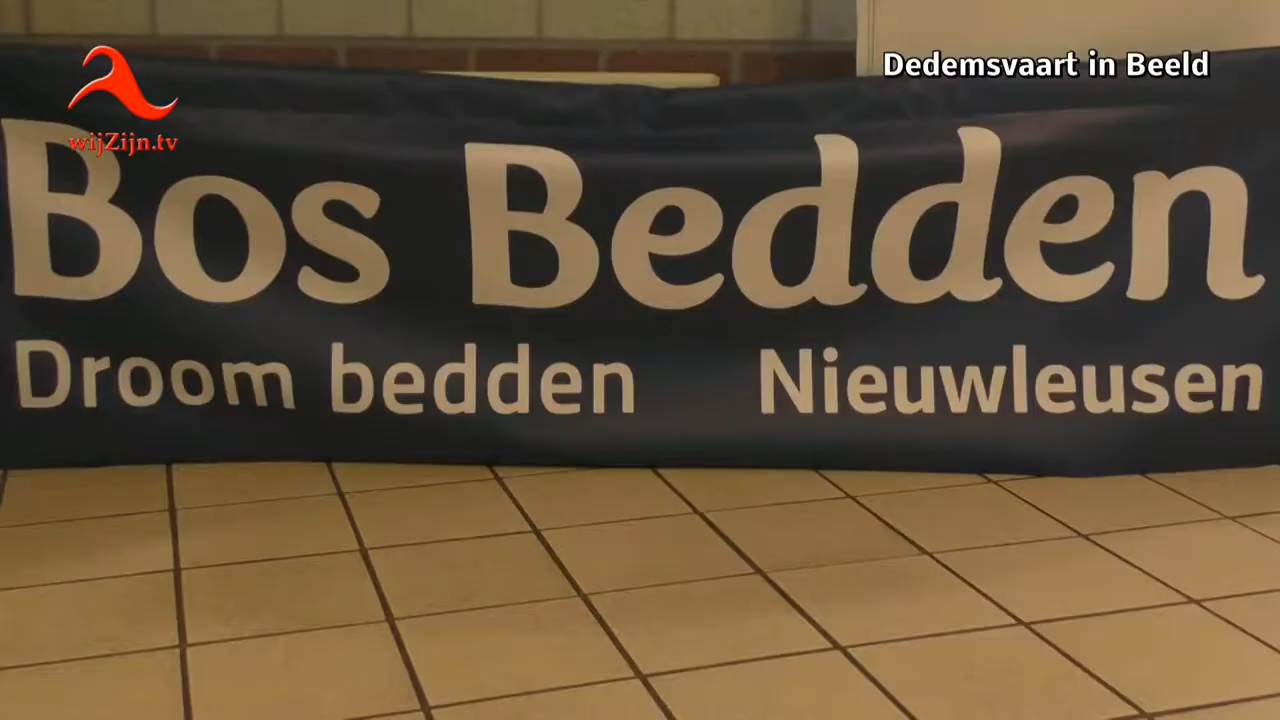 Dedemsvaart in Beeld
wijZijn.tv
Bos Bedden
Droom bedden Nieuwleusen